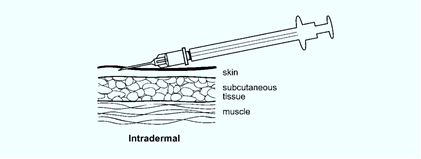 skin
subcutaneous
tissue
muscle
Intradermal